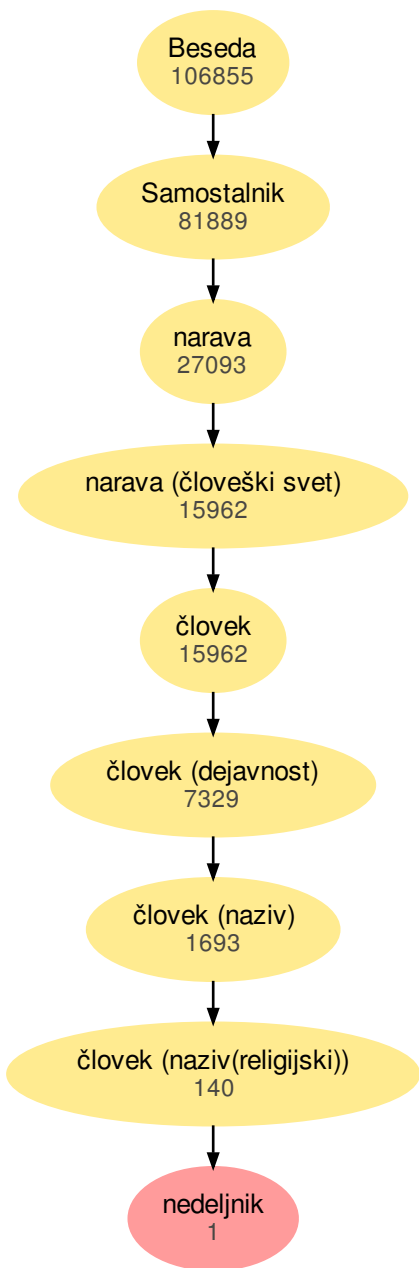 Beseda
106855
Samostalnik
81889
narava
27093
narava (človeški svet)
15962
človek
15962
človek (dejavnost)
7329
človek (naziv)
1693
človek (naziv(religijski))
140
nedeljnik
1